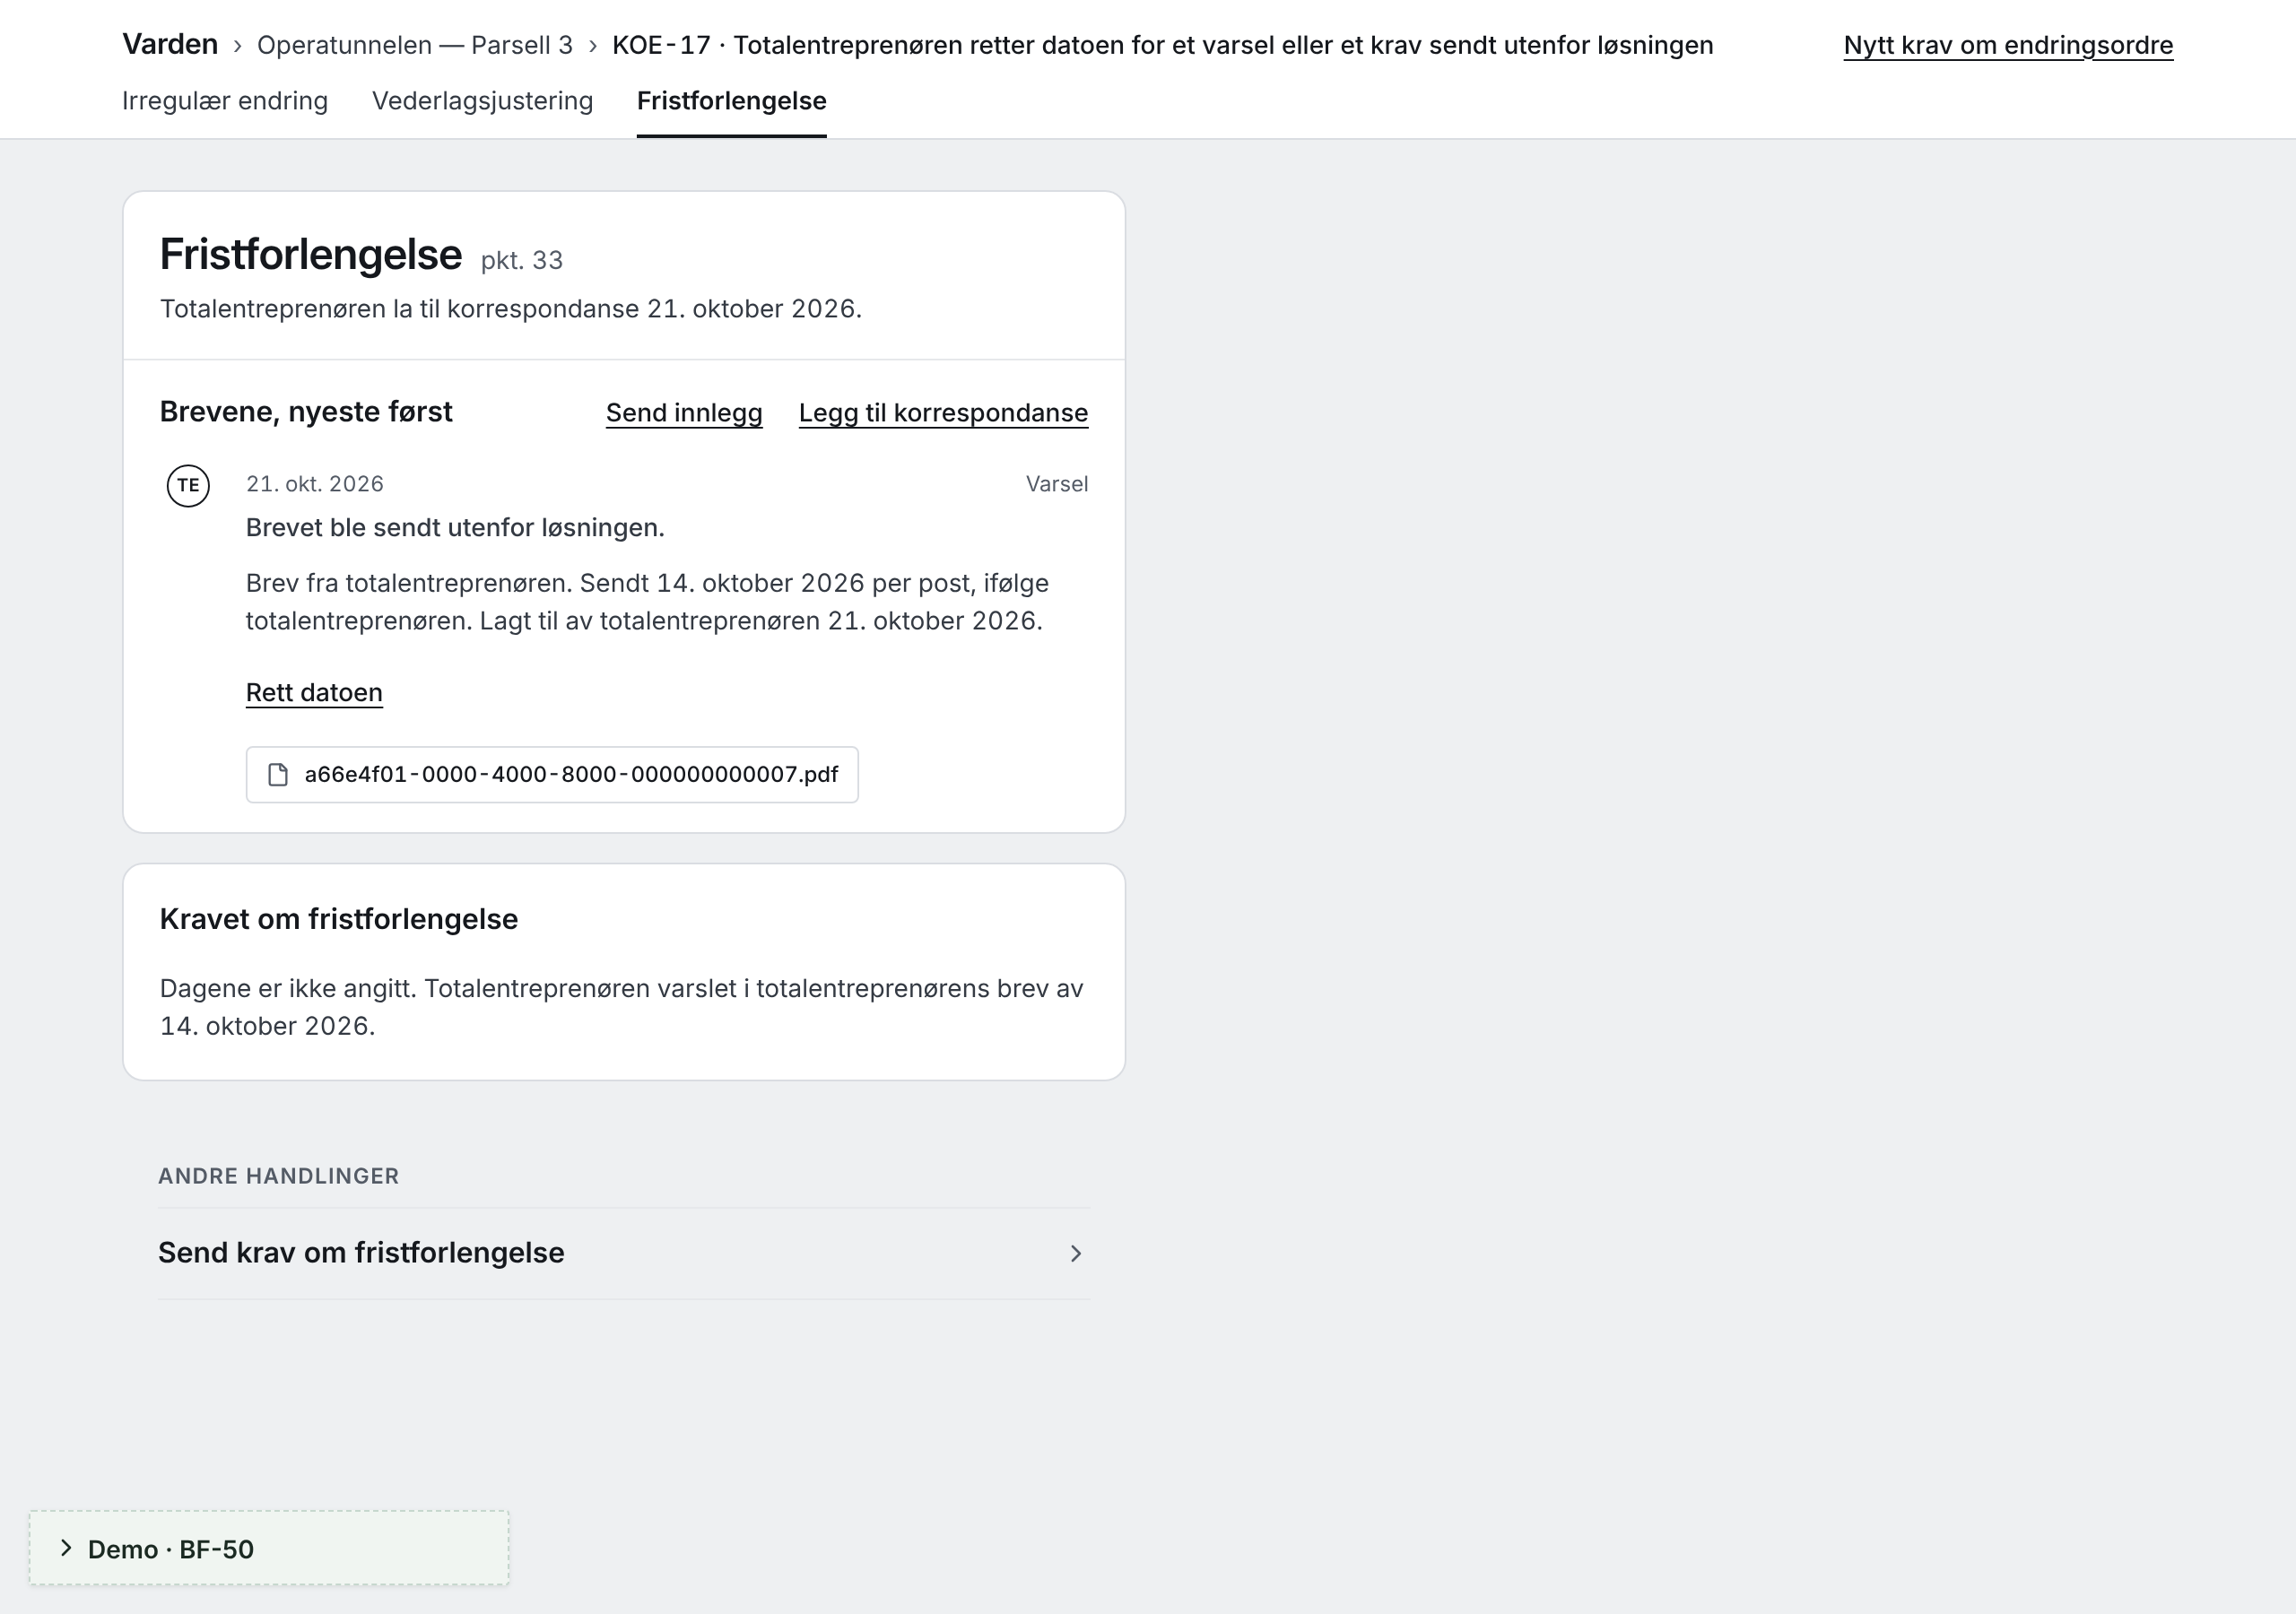 Varden › Operatunnelen — Parsell 3 › KOE-17 · Totalentreprenøren retter datoen for et varsel eller et krav sendt utenfor løsningen
Nytt krav om endringsordre
Irregulær endring Vederlagsjustering Fristforlengelse
Fristforlengelse pkt. 33
Totalentreprenøren la til korrespondanse 21. oktober 2026.
Brevene, nyeste først
Send innlegg Legg til korrespondanse
TE
21. okt. 2026 Varsel
Brevet ble sendt utenfor løsningen.
Brev fra totalentreprenøren. Sendt 14. oktober 2026 per post, ifølge
totalentreprenøren. Lagt til av totalentreprenøren 21. oktober 2026.
Rett datoen
a66e4f01-0000-4000-8000-000000000007.pdf
Kravet om fristforlengelse
Dagene er ikke angitt. Totalentreprenøren varslet i totalentreprenørens brev av
14. oktober 2026.
ANDRE HANDLINGER
Send krav om fristforlengelse
Demo · BF-50